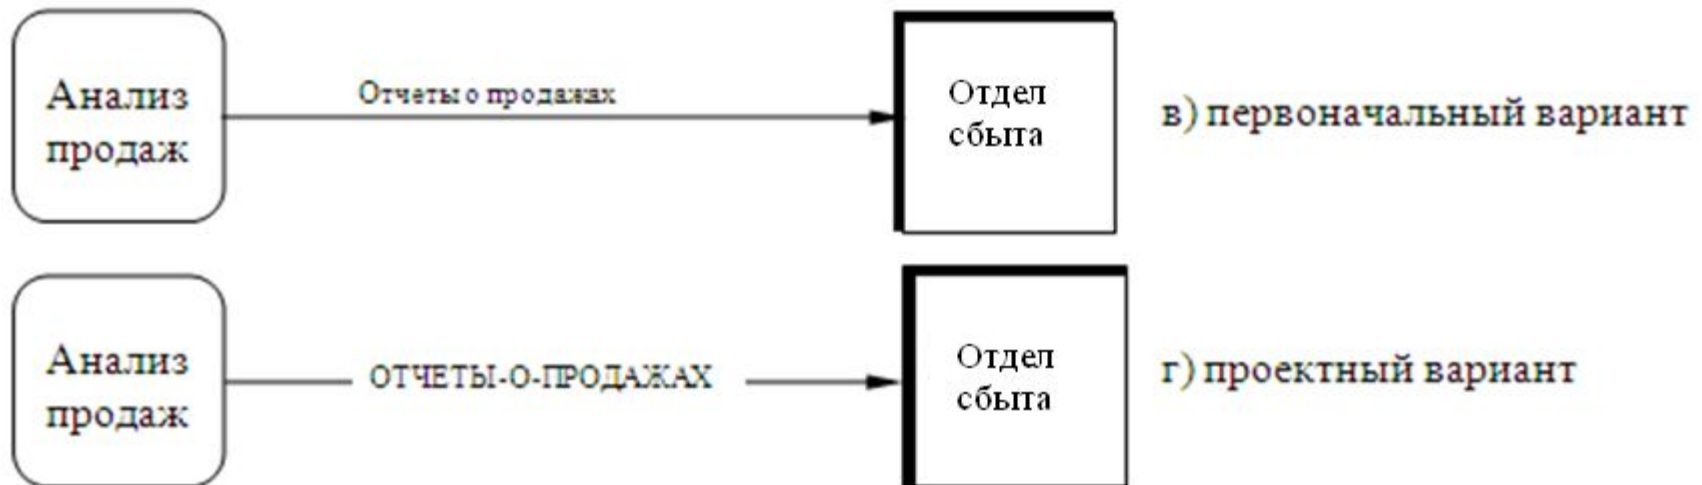 Анализ
продаж
Отчеты о продажах
Отдел
сбыта
в) первоначальный вариант
Анализ
продаж
ОТЧЕТЫ-О-ПРОДАЖАХ
Отдел
сбыта
г) проектный вариант